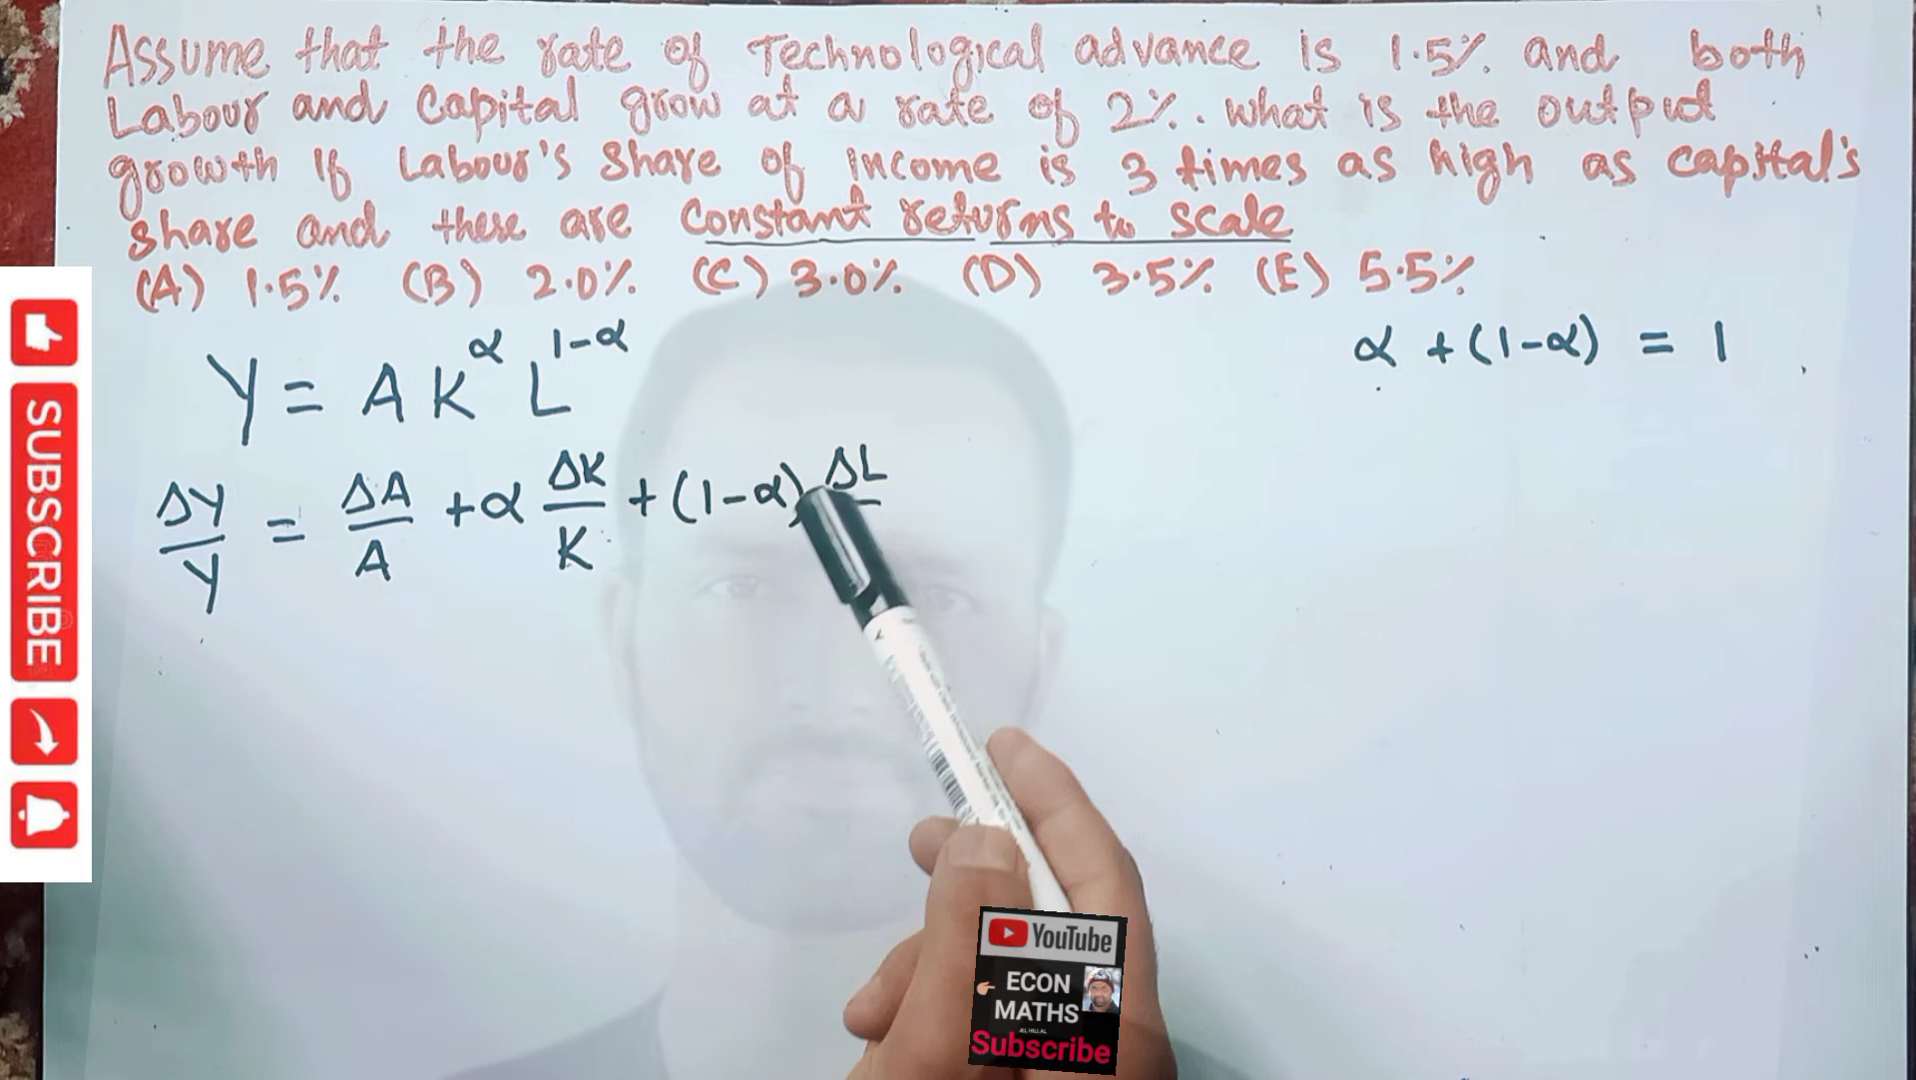 Assume that the rate of Technological advance is 1.5% and both
Labour and Capital grow at a rate of 2%. what is the output
growth If Labour's share of income is 3 times as high as capital's
share and these are constant returns to scale
(A) 1.5% (B) 2.0% (C) 3.0% (D) 3.5% (E) 5.5%
Y = A K^α L^1-α
α + (1-α) = 1
ΔY/Y = ΔA/A + α ΔK/K + (1-α) ΔL
SUBSCRIBE
YouTube
ECON
MATHS
Subscribe